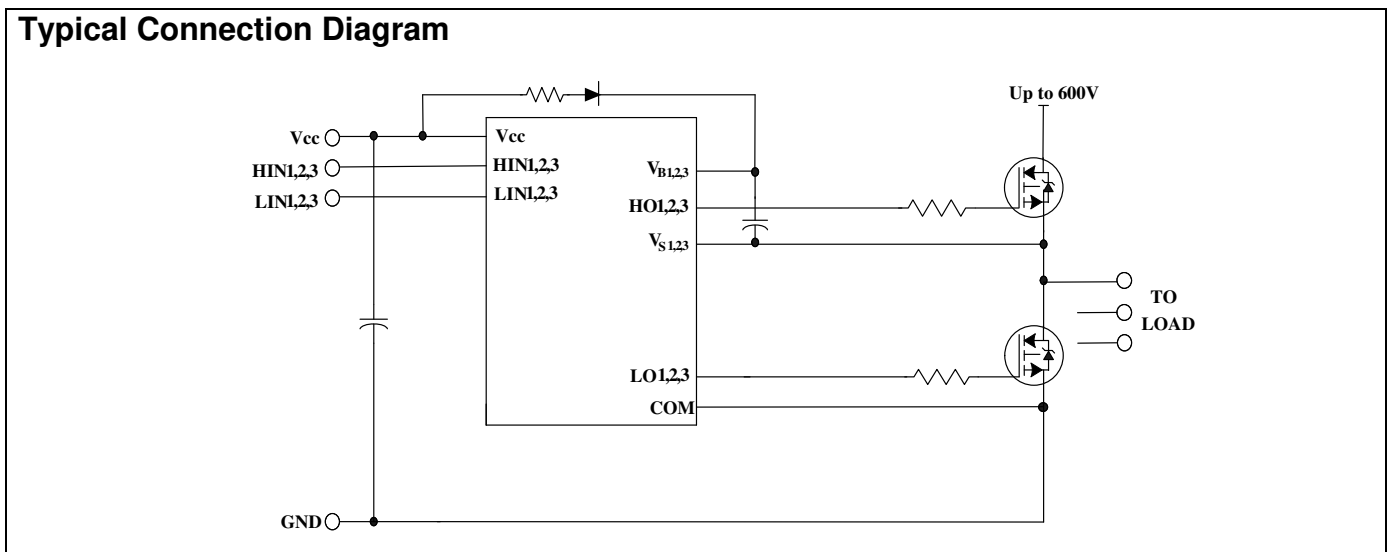 Typical Connection Diagram
Up to 600V
Vcc
Vcc
HIN1,2,3
HIN1,2,3
LIN1,2,3
LIN1,2,3
VB1,2,3
HO1,2,3
VS1,2,3
TO
LOAD
LO1,2,3
COM
GND